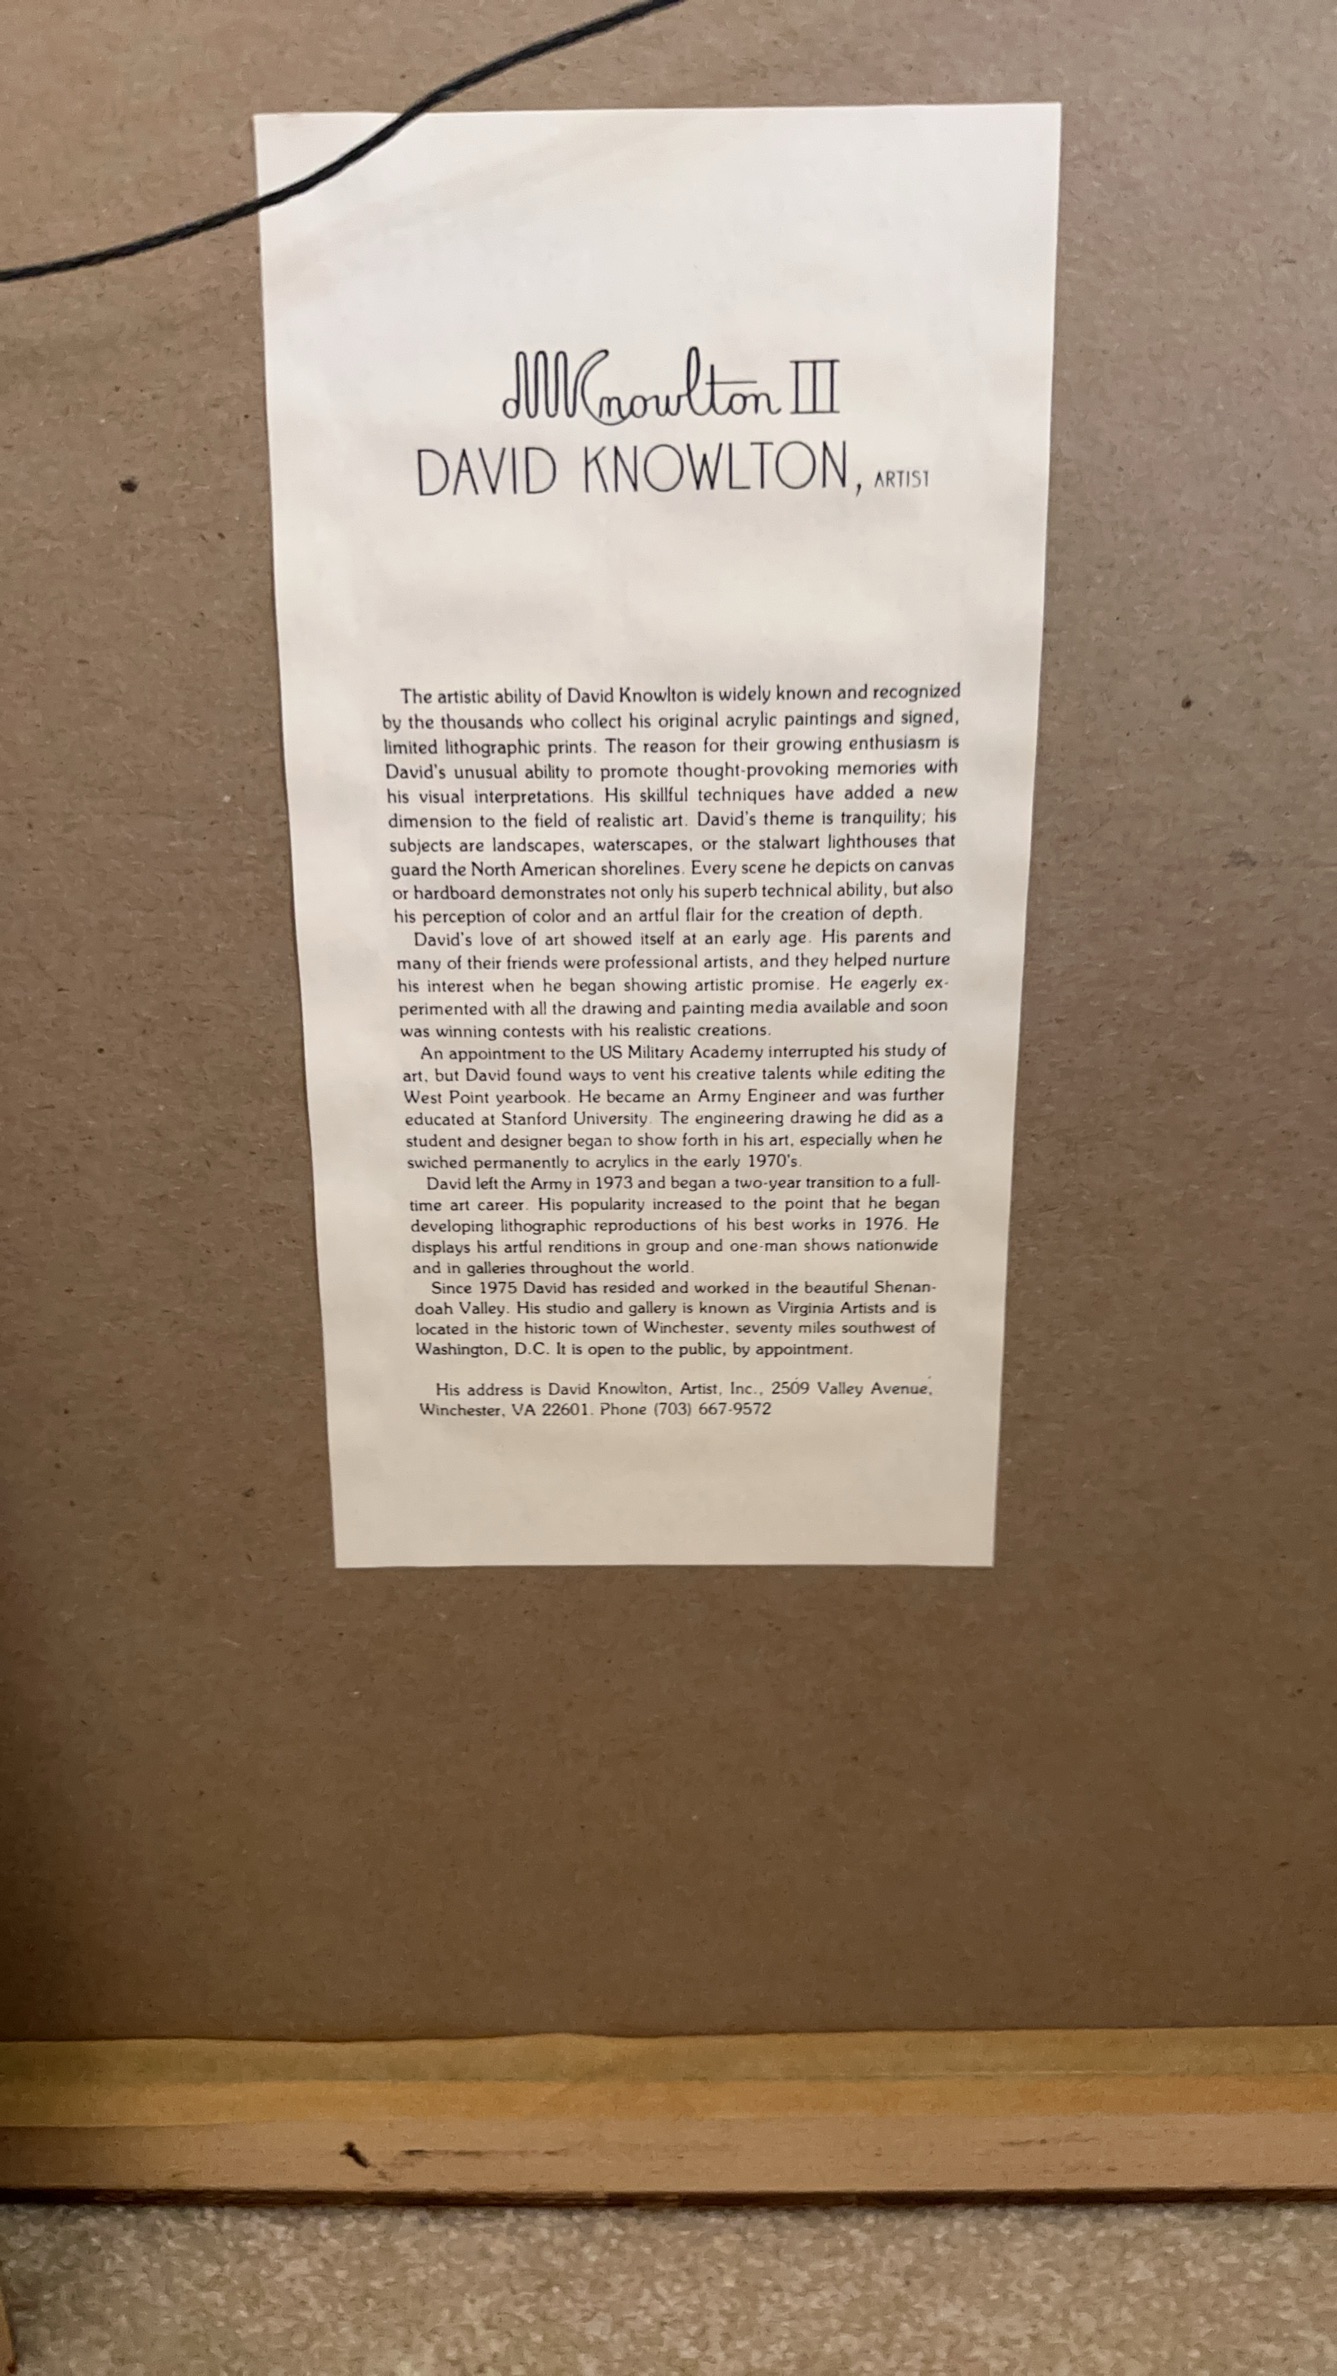 DMKnowlton III
DAVID KNOWLTON, ARTIST
The artistic ability of David Knowlton is widely known and recognized
by the thousands who collect his original acrylic paintings and signed,
limited lithographic prints. The reason for their growing enthusiasm is
David's unusual ability to promote thought-provoking memories with
his visual interpretations. His skillful techniques have added a new
dimension to the field of realistic art. David's theme is tranquility; his
subjects are landscapes, waterscapes, or the stalwart lighthouses that
guard the North American shorelines. Every scene he depicts on canvas
or hardboard demonstrates not only his superb technical ability, but also
his perception of color and an artful flair for the creation of depth.
David's love of art showed itself at an early age. His parents and
many of their friends were professional artists, and they helped nurture
his interest when he began showing artistic promise. He eagerly ex-
perimented with all the drawing and painting media available and soon
was winning contests with his realistic creations.
An appointment to the US Military Academy interrupted his study of
art, but David found ways to vent his creative talents while editing the
West Point yearbook. He became an Army Engineer and was further
educated at Stanford University. The engineering drawing he did as a
student and designer began to show forth in his art, especially when he
swiched permanently to acrylics in the early 1970's.
David left the Army in 1973 and began a two-year transition to a full-
time art career. His popularity increased to the point that he began
developing lithographic reproductions of his best works in 1976. He
displays his artful renditions in group and one-man shows nationwide
and in galleries throughout the world.
Since 1975 David has resided and worked in the beautiful Shenan-
doah Valley. His studio and gallery is known as Virginia Artists and is
located in the historic town of Winchester, seventy miles southwest of
Washington, D.C. It is open to the public, by appointment.
His address is David Knowlton, Artist, Inc., 2509 Valley Avenue,
Winchester, VA 22601. Phone (703) 667-9572